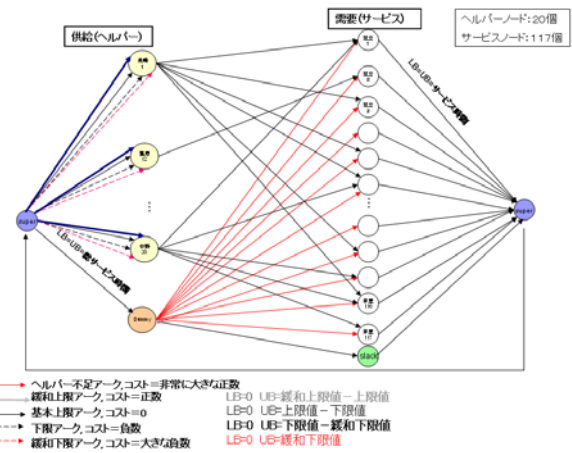 供給(ヘルパー)
需要(サービス)
ヘルパーノード:20個
サービスノード:117個
LB=UB=サービス時間
super
super
LB=UB=総サービス時間
Dummy
slack
ヘルパー不足アーク,コスト=非常に大きな正数
緩和上限アーク,コスト=正数
LB=0 UB=緩和上限値-上限値
基本上限アーク,コスト=0
LB=0 UB=上限値-下限値
下限アーク,コスト=負数
LB=0 UB=下限値-緩和下限値
緩和下限アーク,コスト=大きな負数
LB=0 UB=緩和下限値